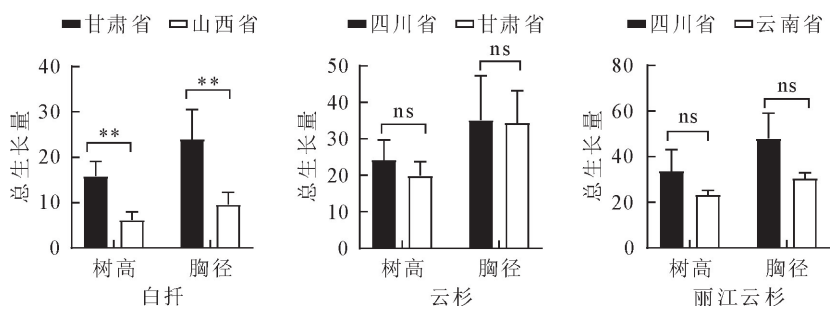 甘肃省 山西省
总生长量
40
30
20
10
0
**
**
树高 胸径
白扦
四川省 甘肃省
总生长量
50
40
30
20
10
0
ns
ns
树高 胸径
云杉
四川省 云南省
总生长量
80
60
40
20
0
ns
ns
树高 胸径
丽江云杉